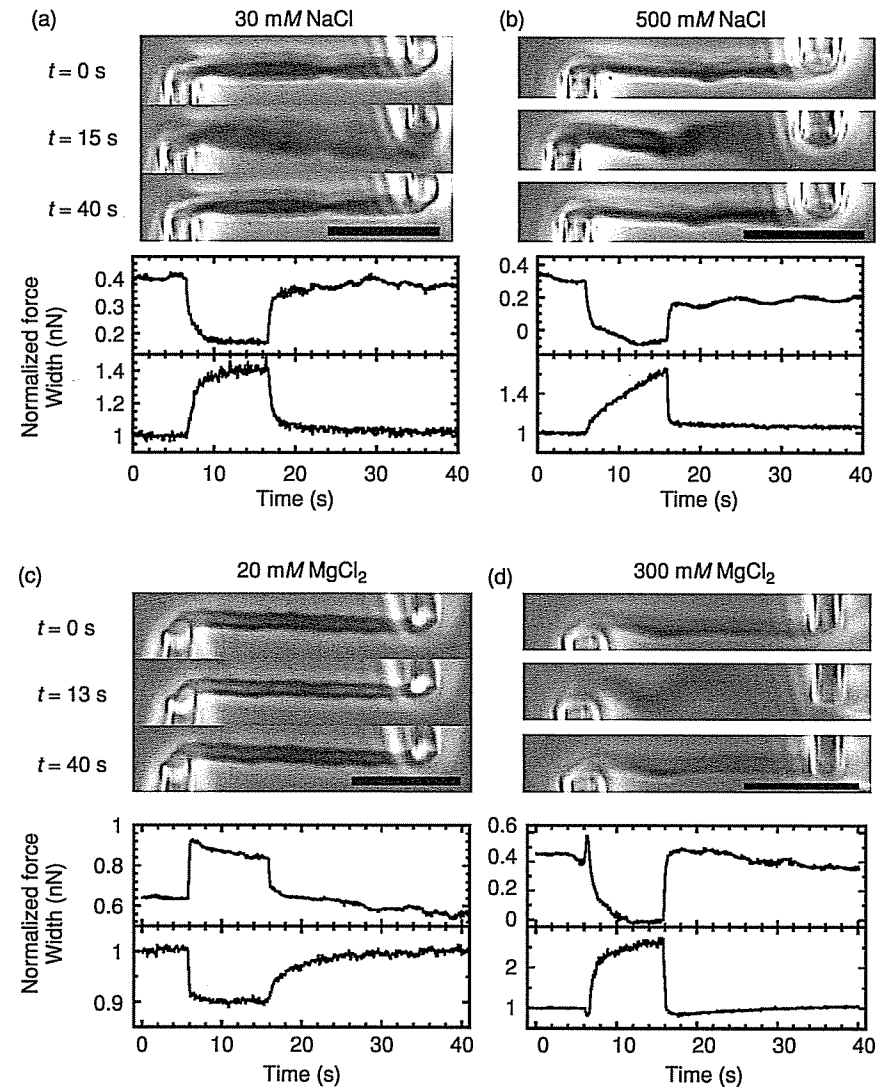 (a) 30 mM NaCl
(b) 500 mM NaCl
t = 0 s
t = 15 s
t = 40 s
Normalized force
Width (nN)
0.4
0.3
0.2
1.4
1.2
1
0 10 20 30 40
Time (s)
0.4
0.2
0
1.4
1
0 10 20 30 40
Time (s)
(c) 20 mM MgCl₂
(d) 300 mM MgCl₂
t = 0 s
t = 13 s
t = 40 s
Normalized force
Width (nN)
1
0.8
0.6
1
0.9
0 10 20 30 40
Time (s)
0.6
0.4
0.2
0
2
1
0 10 20 30 40
Time (s)